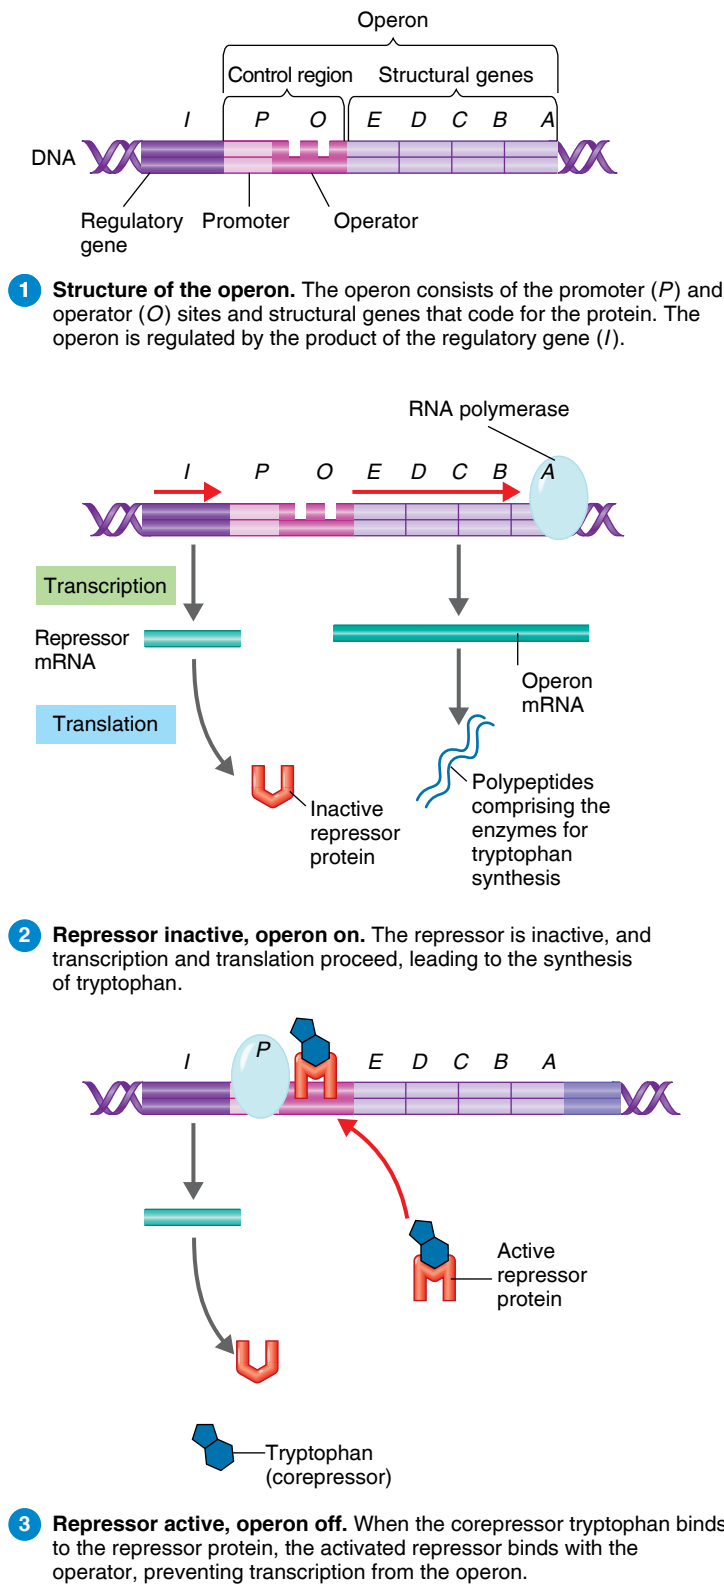 Operon
Control region Structural genes
I P O E D C B A
DNA
Regulatory
gene
Promoter
Operator
1 Structure of the operon. The operon consists of the promoter (P) and
operator (O) sites and structural genes that code for the protein. The
operon is regulated by the product of the regulatory gene (I).
RNA polymerase
I P O E D C B A
Transcription
Repressor
mRNA
Operon
mRNA
Translation
Inactive
repressor
protein
Polypeptides
comprising the
enzymes for
tryptophan
synthesis
2 Repressor inactive, operon on. The repressor is inactive, and
transcription and translation proceed, leading to the synthesis
of tryptophan.
I P E D C B A
Active
repressor
protein
Tryptophan
(corepressor)
3 Repressor active, operon off. When the corepressor tryptophan binds
to the repressor protein, the activated repressor binds with the
operator, preventing transcription from the operon.